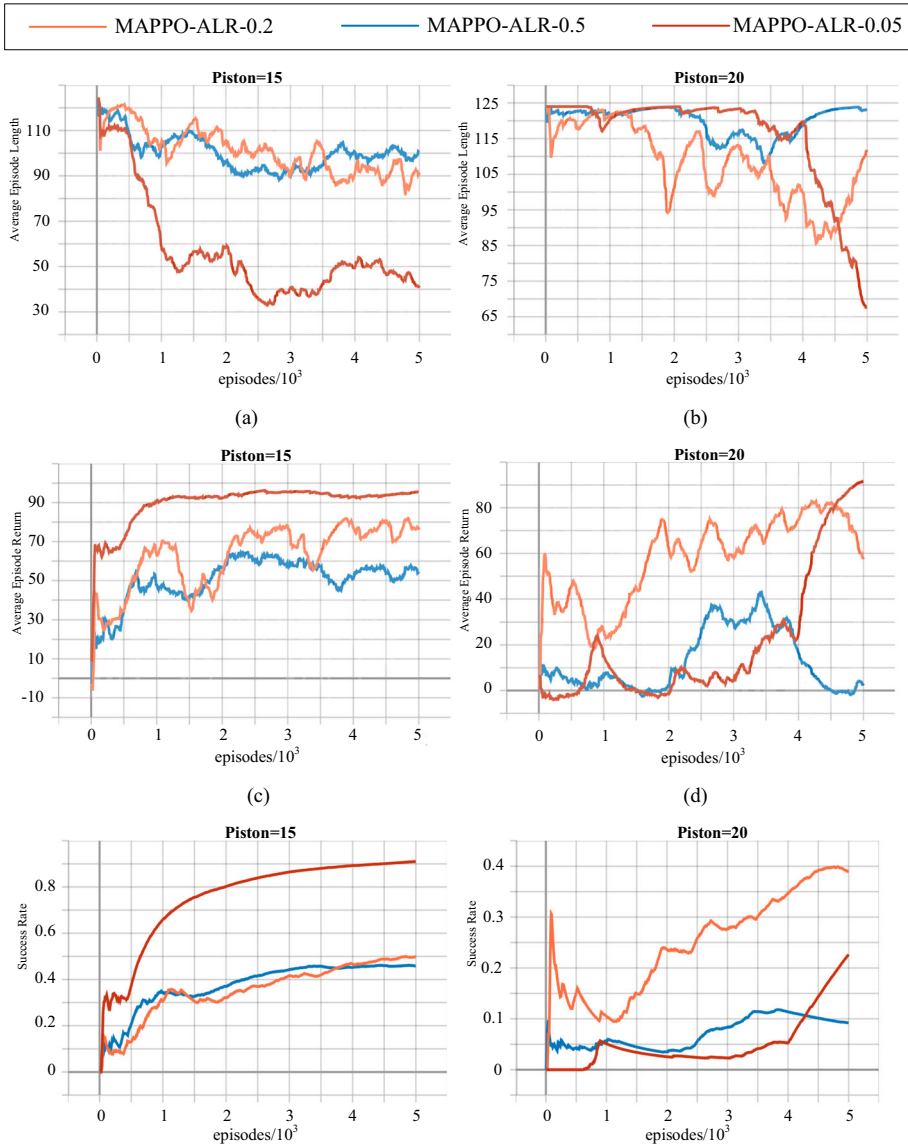 MAPPO-ALR-0.2 MAPPO-ALR-0.5 MAPPO-ALR-0.05
Piston=15
Average Episode Length
110
90
70
50
30
0 1 2 3 4 5
episodes/10³
(a)
Piston=20
Average Episode Length
125
115
105
95
85
75
65
0 1 2 3 4 5
episodes/10³
(b)
Piston=15
Average Episode Return
90
70
50
30
10
-10
0 1 2 3 4 5
episodes/10³
(c)
Piston=20
Average Episode Return
80
60
40
20
0
0 1 2 3 4 5
episodes/10³
(d)
Piston=15
Success Rate
0.8
0.6
0.4
0.2
0
0 1 2 3 4 5
episodes/10³
Piston=20
Success Rate
0.4
0.3
0.2
0.1
0
0 1 2 3 4 5
episodes/10³